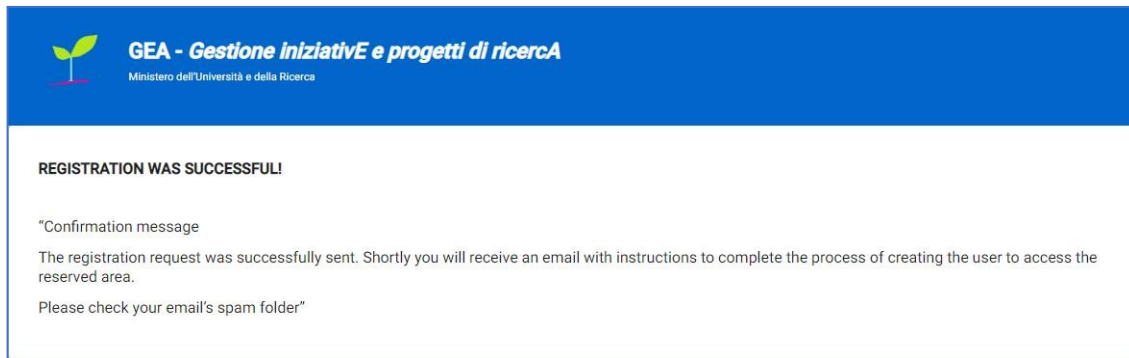 GEA - Gestione iniziativE e progetti di ricercA
Ministero dell'Università e della Ricerca
REGISTRATION WAS SUCCESSFUL!
“Confirmation message
The registration request was successfully sent. Shortly you will receive an email with instructions to complete the process of creating the user to access the
reserved area.
Please check your email’s spam folder”